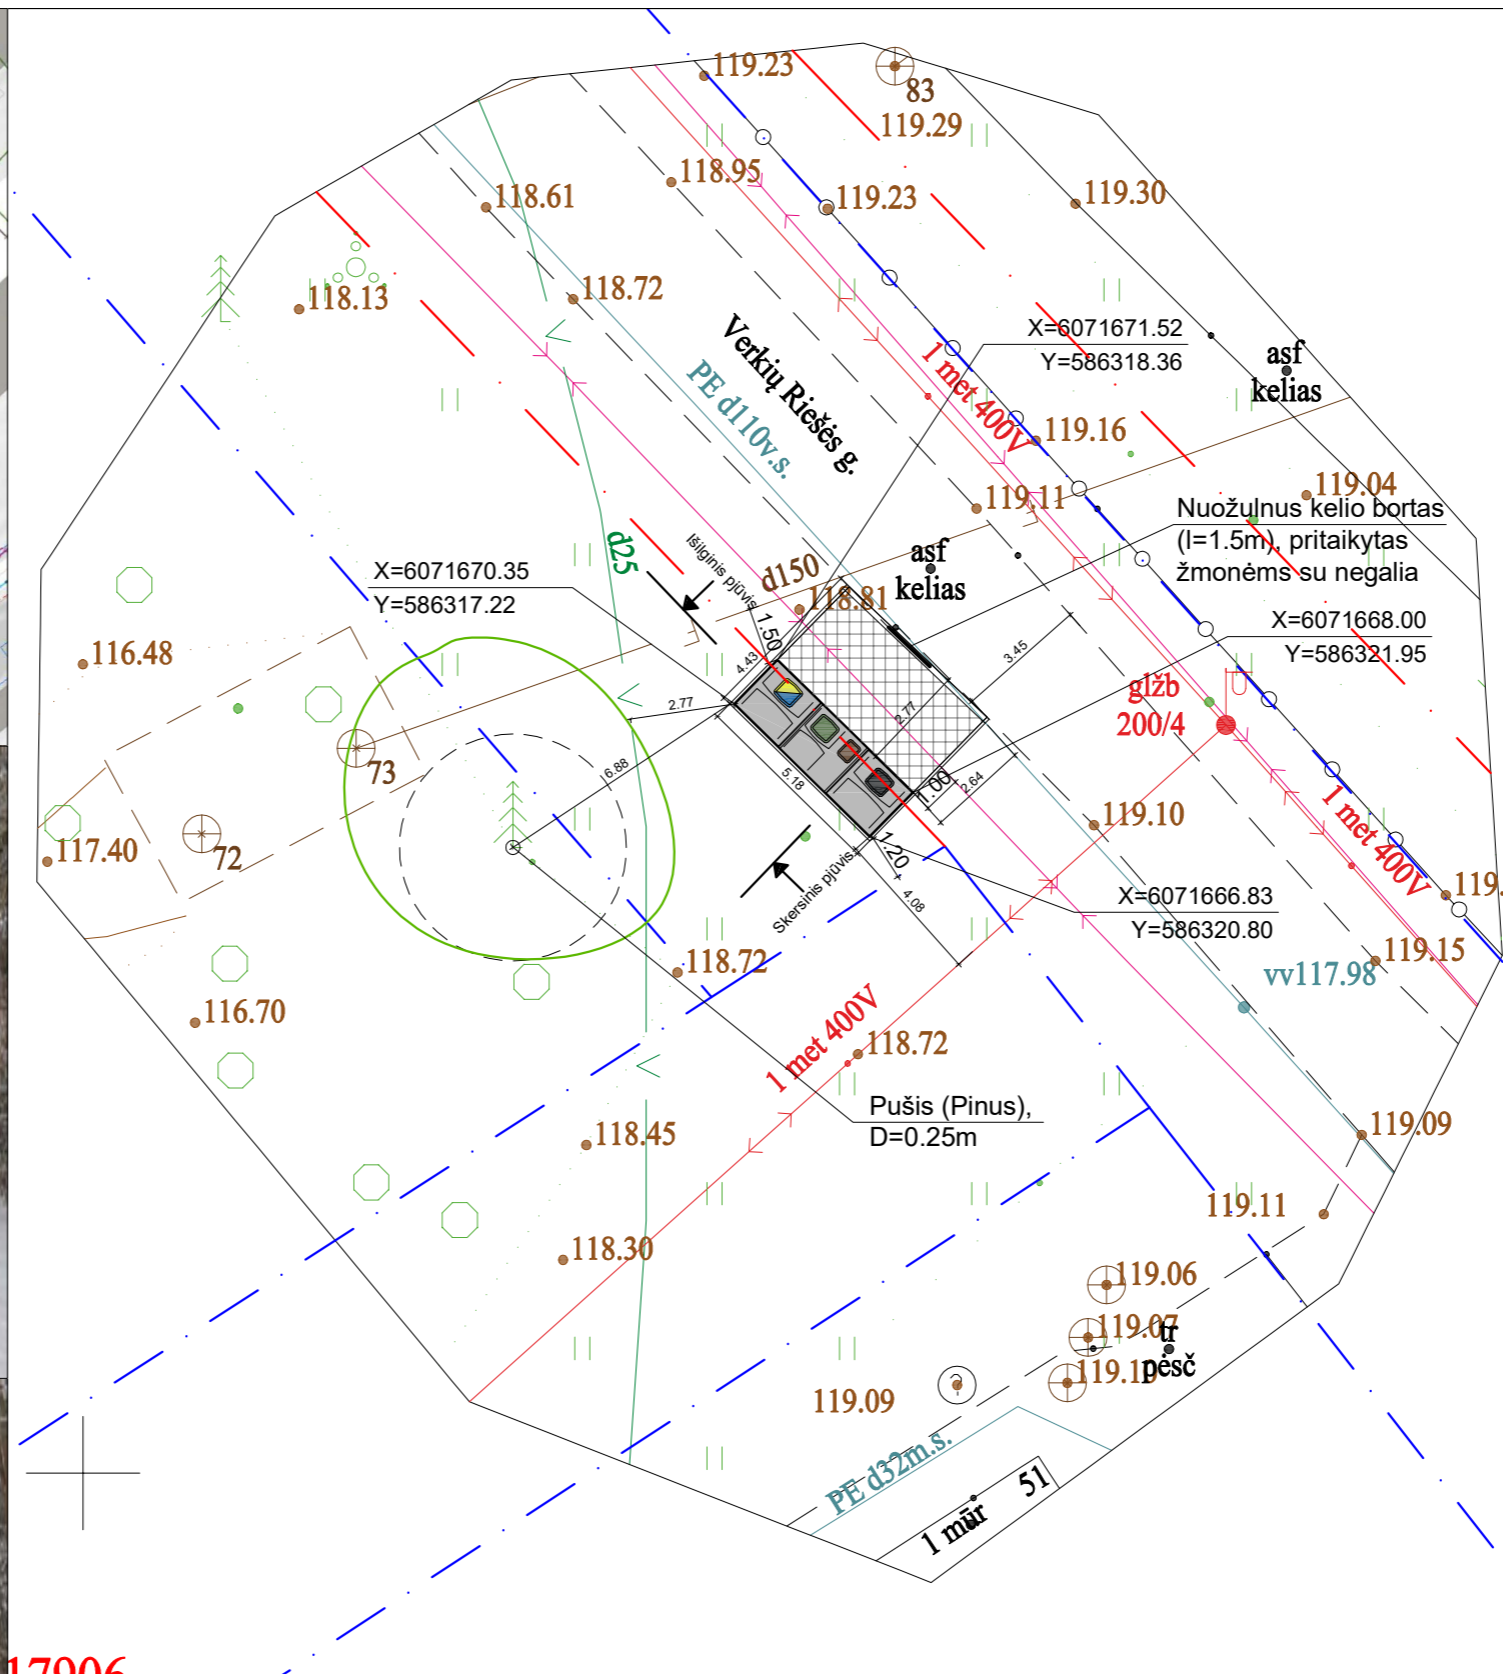 119.23
83
119.29
118.95
118.61
119.23
119.30
118.13
118.72
X=6071671.52
Y=586318.36
Verkių Riešės g.
PE d110v.s.
1 met 400V
asf
kelias
119.16
119.11
119.04
Nuožulnus kelio bortas
(l=1.5m), pritaikytas
žmonėms su negalia
d25
Išilginis pjūvis
d150
asf
kelias
X=6071670.35
Y=586317.22
118.81
1.50
4.43
X=6071668.00
Y=586321.95
116.48
3.45
2.77
2.77
glžb
200/4
73
6.88
5.18
1.00
2.64
72
117.40
119.10
1 met 400V
1.20
4.08
Skersinis pjūvis
X=6071666.83
Y=586320.80
119.
118.72
119.15
vv117.98
116.70
1 met 400V
118.72
Pušis (Pinus),
D=0.25m
118.45
119.09
119.11
118.30
119.06
119.07
tr
pėsč
119.09
PE d32m.s.
1 mūr
51
17906